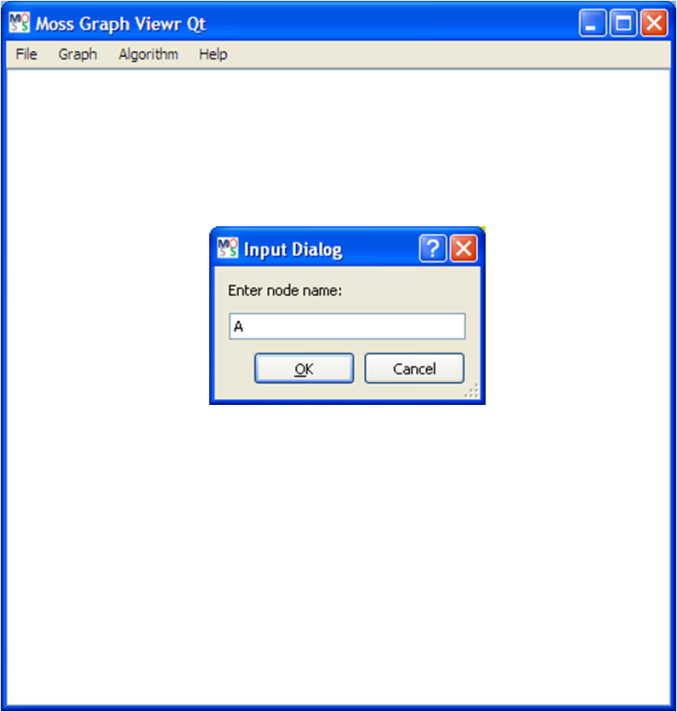 Moss Graph Viewr Qt
File Graph Algorithm Help
Input Dialog
Enter node name:
A
OK Cancel